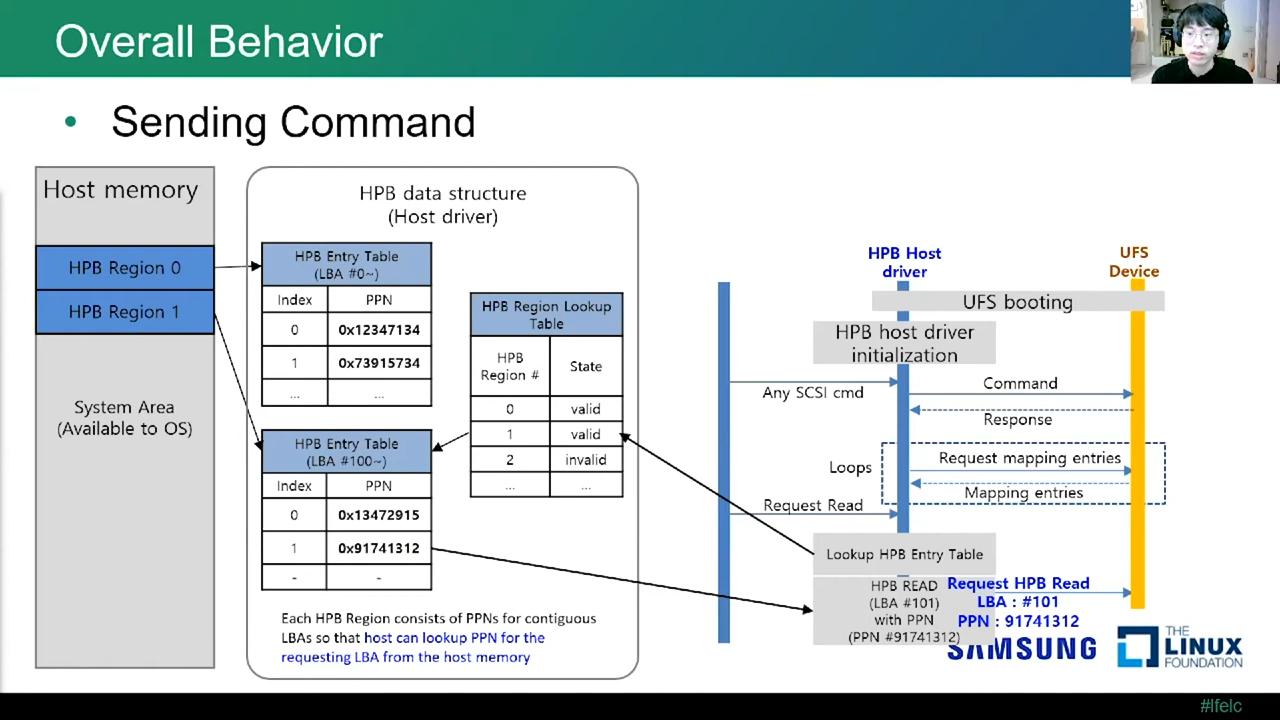 Overall Behavior
• Sending Command
Host memory
HPB Region 0
HPB Region 1
System Area
(Available to OS)
HPB data structure
(Host driver)
HPB Entry Table
(LBA #0~)
Index PPN
0 0x12347134
1 0x73915734
... ...
HPB Entry Table
(LBA #100~)
Index PPN
0 0x13472915
1 0x91741312
- -
HPB Region Lookup
Table
HPB
Region # State
0 valid
1 valid
2 invalid
... ...
Each HPB Region consists of PPNs for contiguous
LBAs so that host can lookup PPN for the
requesting LBA from the host memory
HPB Host
driver
UFS
Device
UFS booting
HPB host driver
initialization
Any SCSI cmd
Command
Response
Loops
Request mapping entries
Mapping entries
Request Read
Lookup HPB Entry Table
HPB READ
(LBA #101)
with PPN
(PPN #91741312)
Request HPB Read
LBA : #101
PPN : 91741312
SAMSUNG
THE
LINUX
FOUNDATION
#lfelc